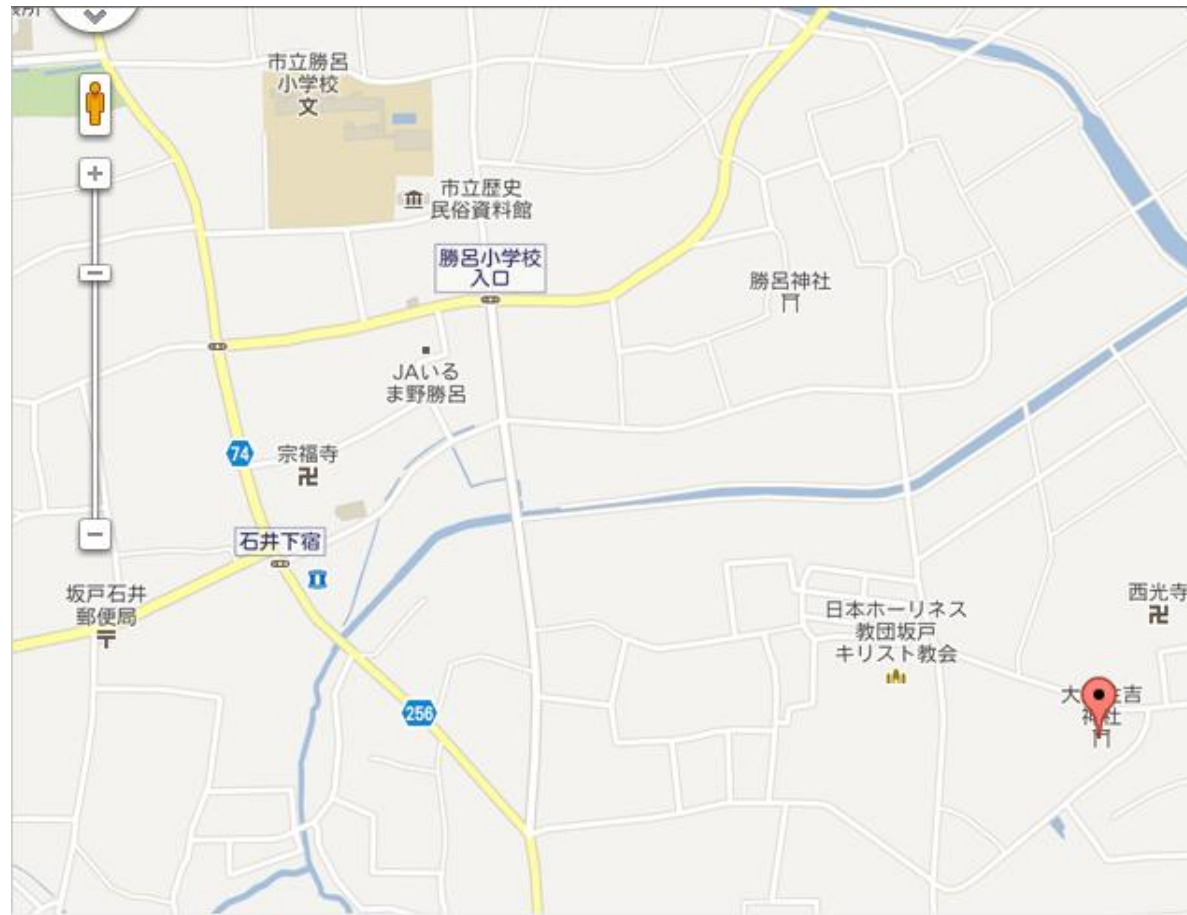 市立勝呂
小学校
文
市立歴史
民俗資料館
勝呂小学校
入口
勝呂神社
JAいる
ま野勝呂
74
宗福寺
石井下宿
坂戸石井
郵便局
日本ホーリネス
教団坂戸
キリスト教会
西光寺
256
大
吉
神社